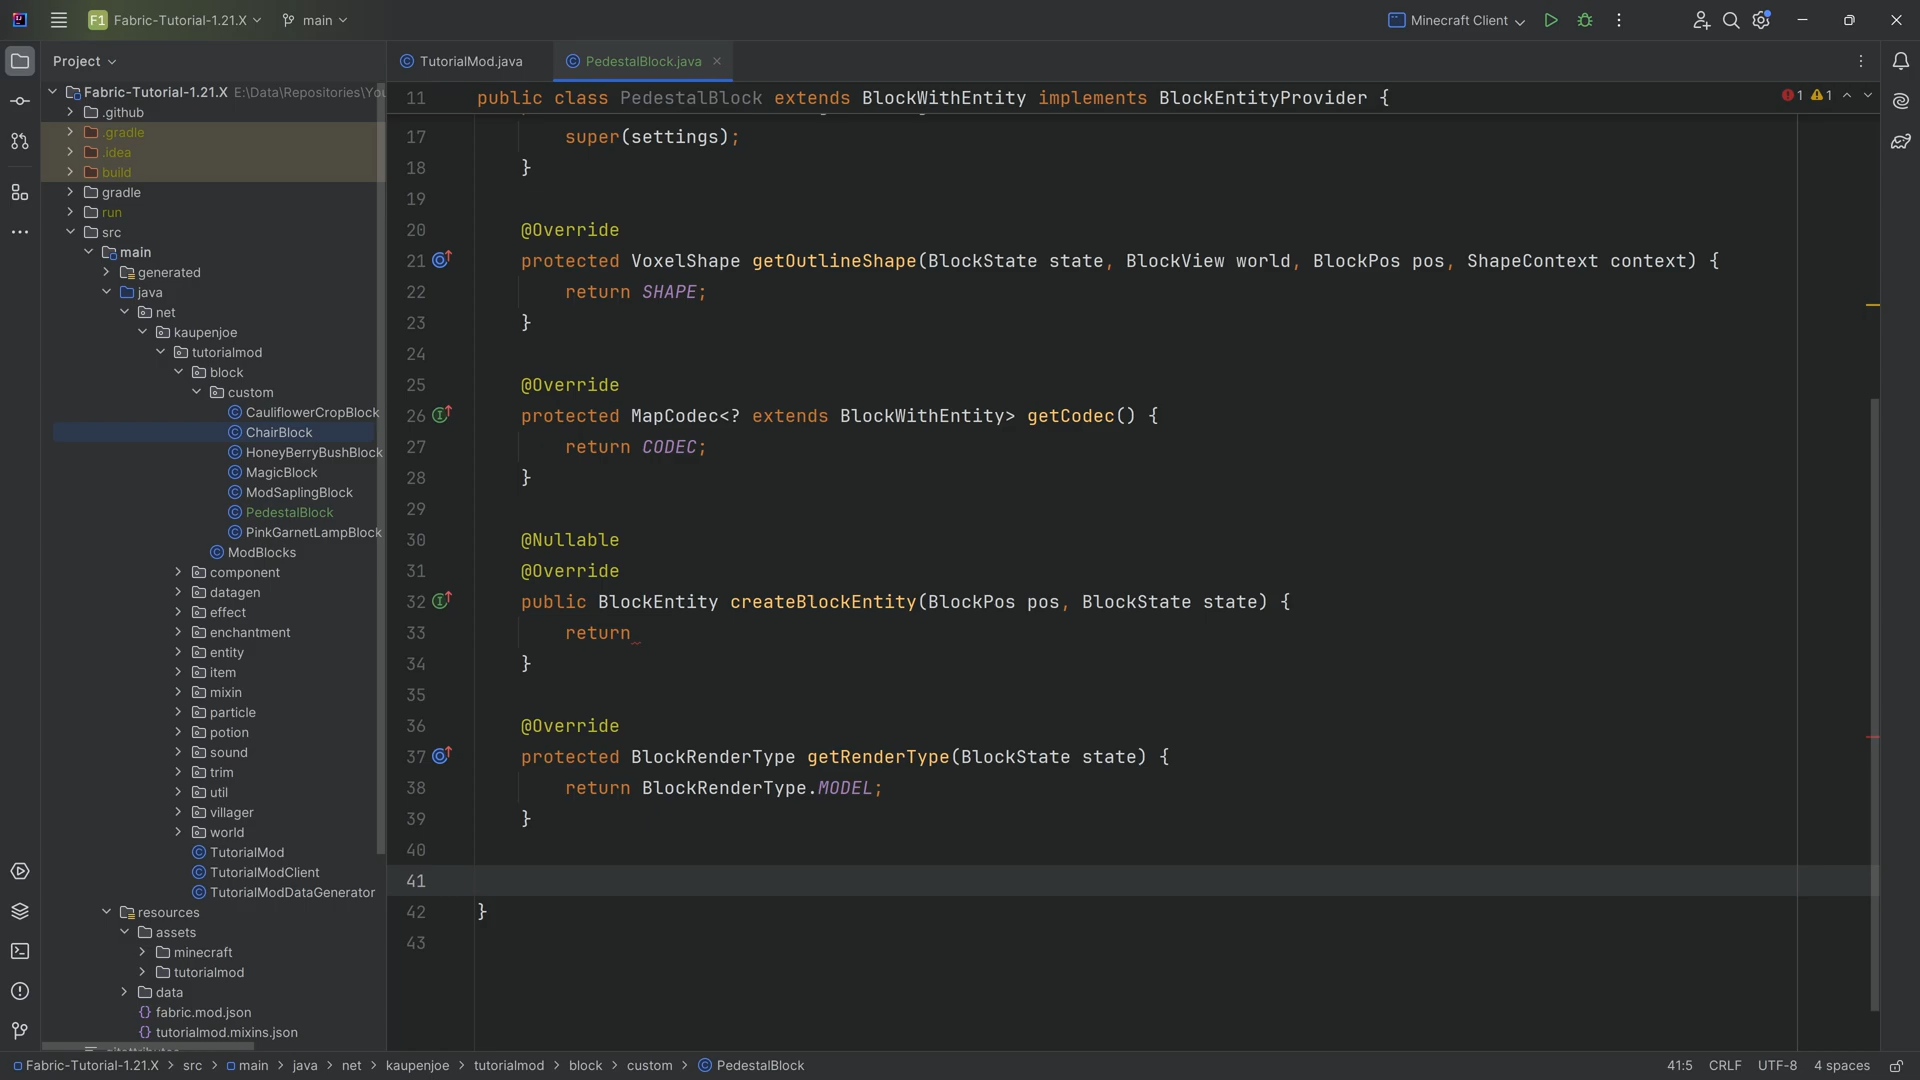 F1 Fabric-Tutorial-1.21.X main Minecraft Client
Project
TutorialMod.java PedestalBlock.java
Fabric-Tutorial-1.21.X E:\Data\Repositories\You
.github
.gradle
.idea
build
gradle
run
src
main
generated
java
net
kaupenjoe
tutorialmod
block
custom
CauliflowerCropBlock
ChairBlock
HoneyBerryBushBlock
MagicBlock
ModSaplingBlock
PedestalBlock
PinkGarnetLampBlock
ModBlocks
component
datagen
effect
enchantment
entity
item
mixin
particle
potion
sound
trim
util
villager
world
TutorialMod
TutorialModClient
TutorialModDataGenerator
resources
assets
minecraft
tutorialmod
data
fabric.mod.json
tutorialmod.mixins.json
11 public class PedestalBlock extends BlockWithEntity implements BlockEntityProvider { 1 1
17 super(settings);
18 }
19
20 @Override
21 protected VoxelShape getOutlineShape(BlockState state, BlockView world, BlockPos pos, ShapeContext context) {
22 return SHAPE;
23 }
24
25 @Override
26 protected MapCodec<? extends BlockWithEntity> getCodec() {
27 return CODEC;
28 }
29
30 @Nullable
31 @Override
32 public BlockEntity createBlockEntity(BlockPos pos, BlockState state) {
33 return
34 }
35
36 @Override
37 protected BlockRenderType getRenderType(BlockState state) {
38 return BlockRenderType.MODEL;
39 }
40
41
42 }
43
Fabric-Tutorial-1.21.X > src > main > java > net > kaupenjoe > tutorialmod > block > custom > PedestalBlock 41:5 CRLF UTF-8 4 spaces